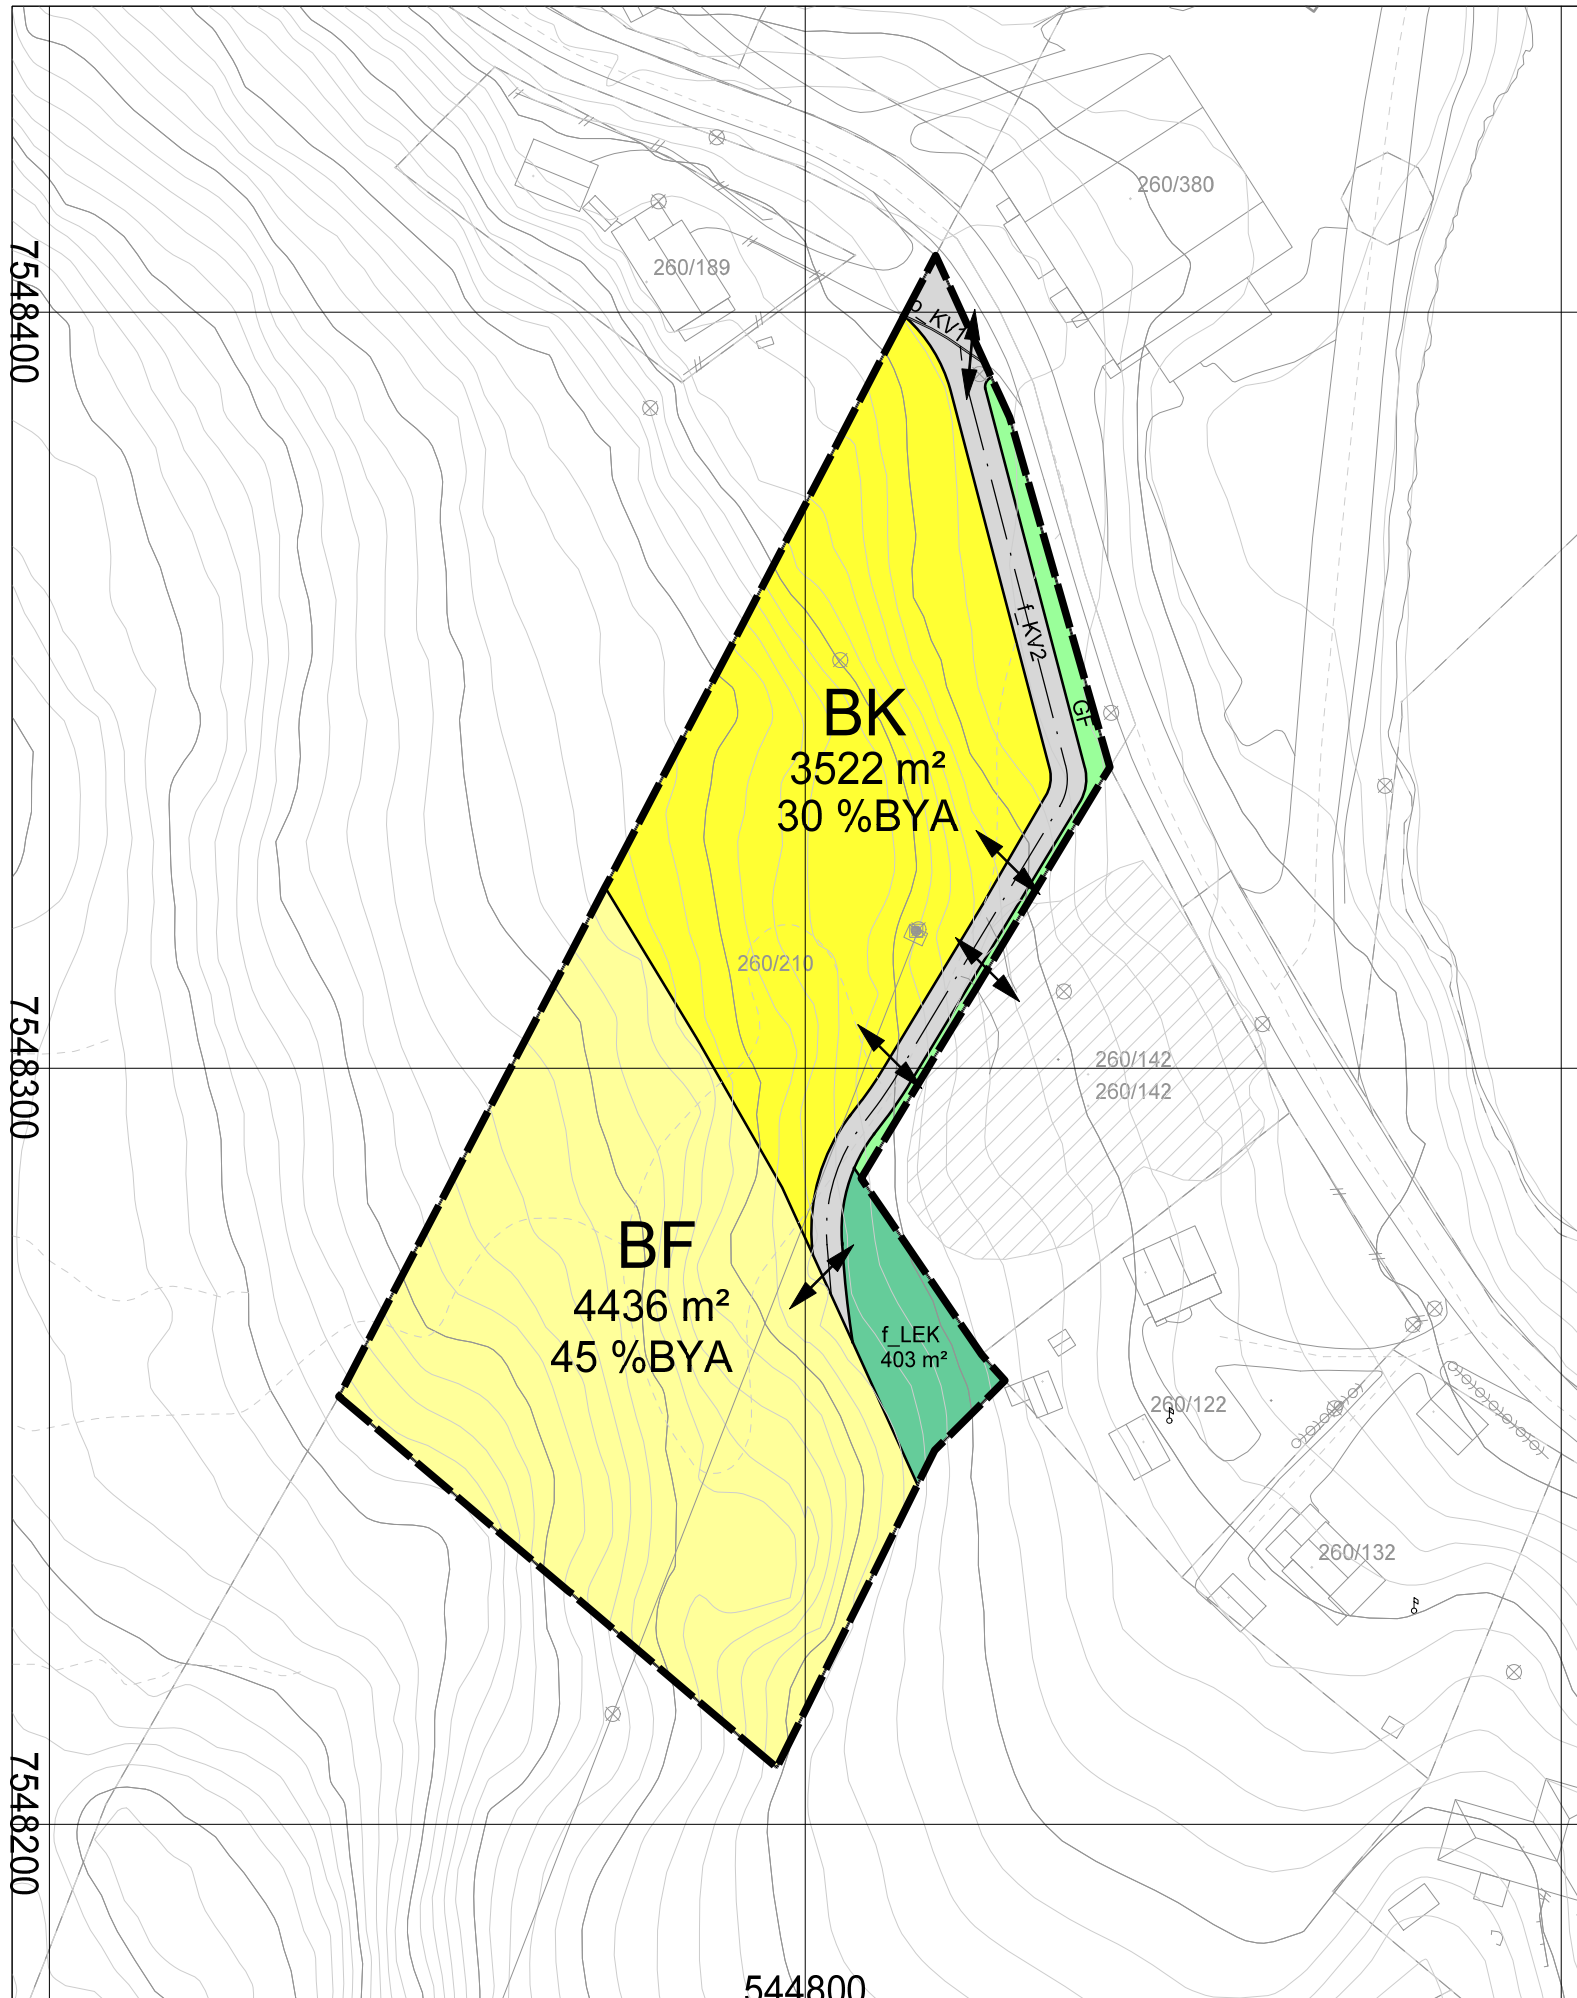 260/380
260/189
7548400
o_KV1
f_KV2
BK
3522 m²
30 %BYA
GF
260/210
7548300
260/142
260/142
BF
4436 m²
45 %BYA
f_LEK
403 m²
260/122
260/132
7548200
544800